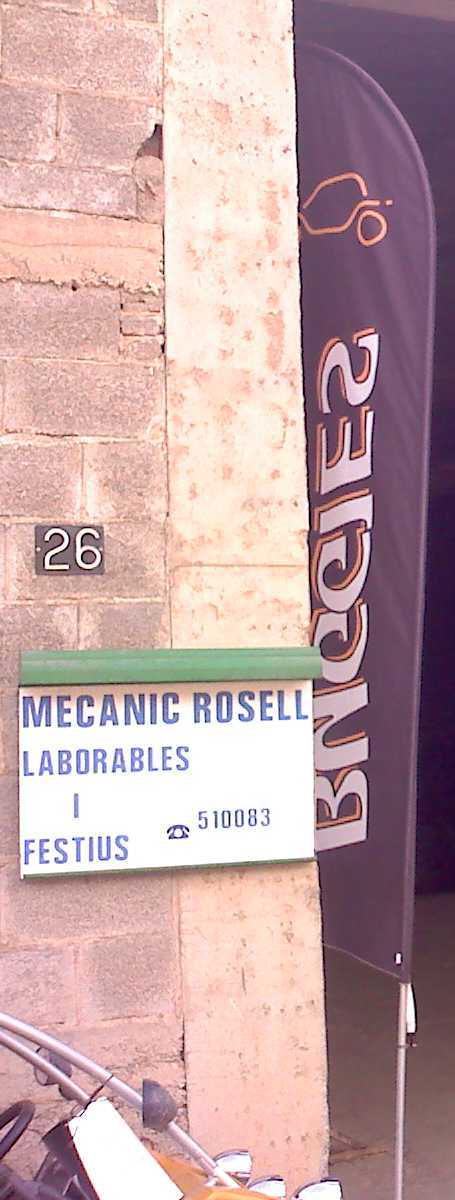 26
MECANIC ROSELL
LABORABLES
I
FESTIUS ☎ 510083
BUGGIES